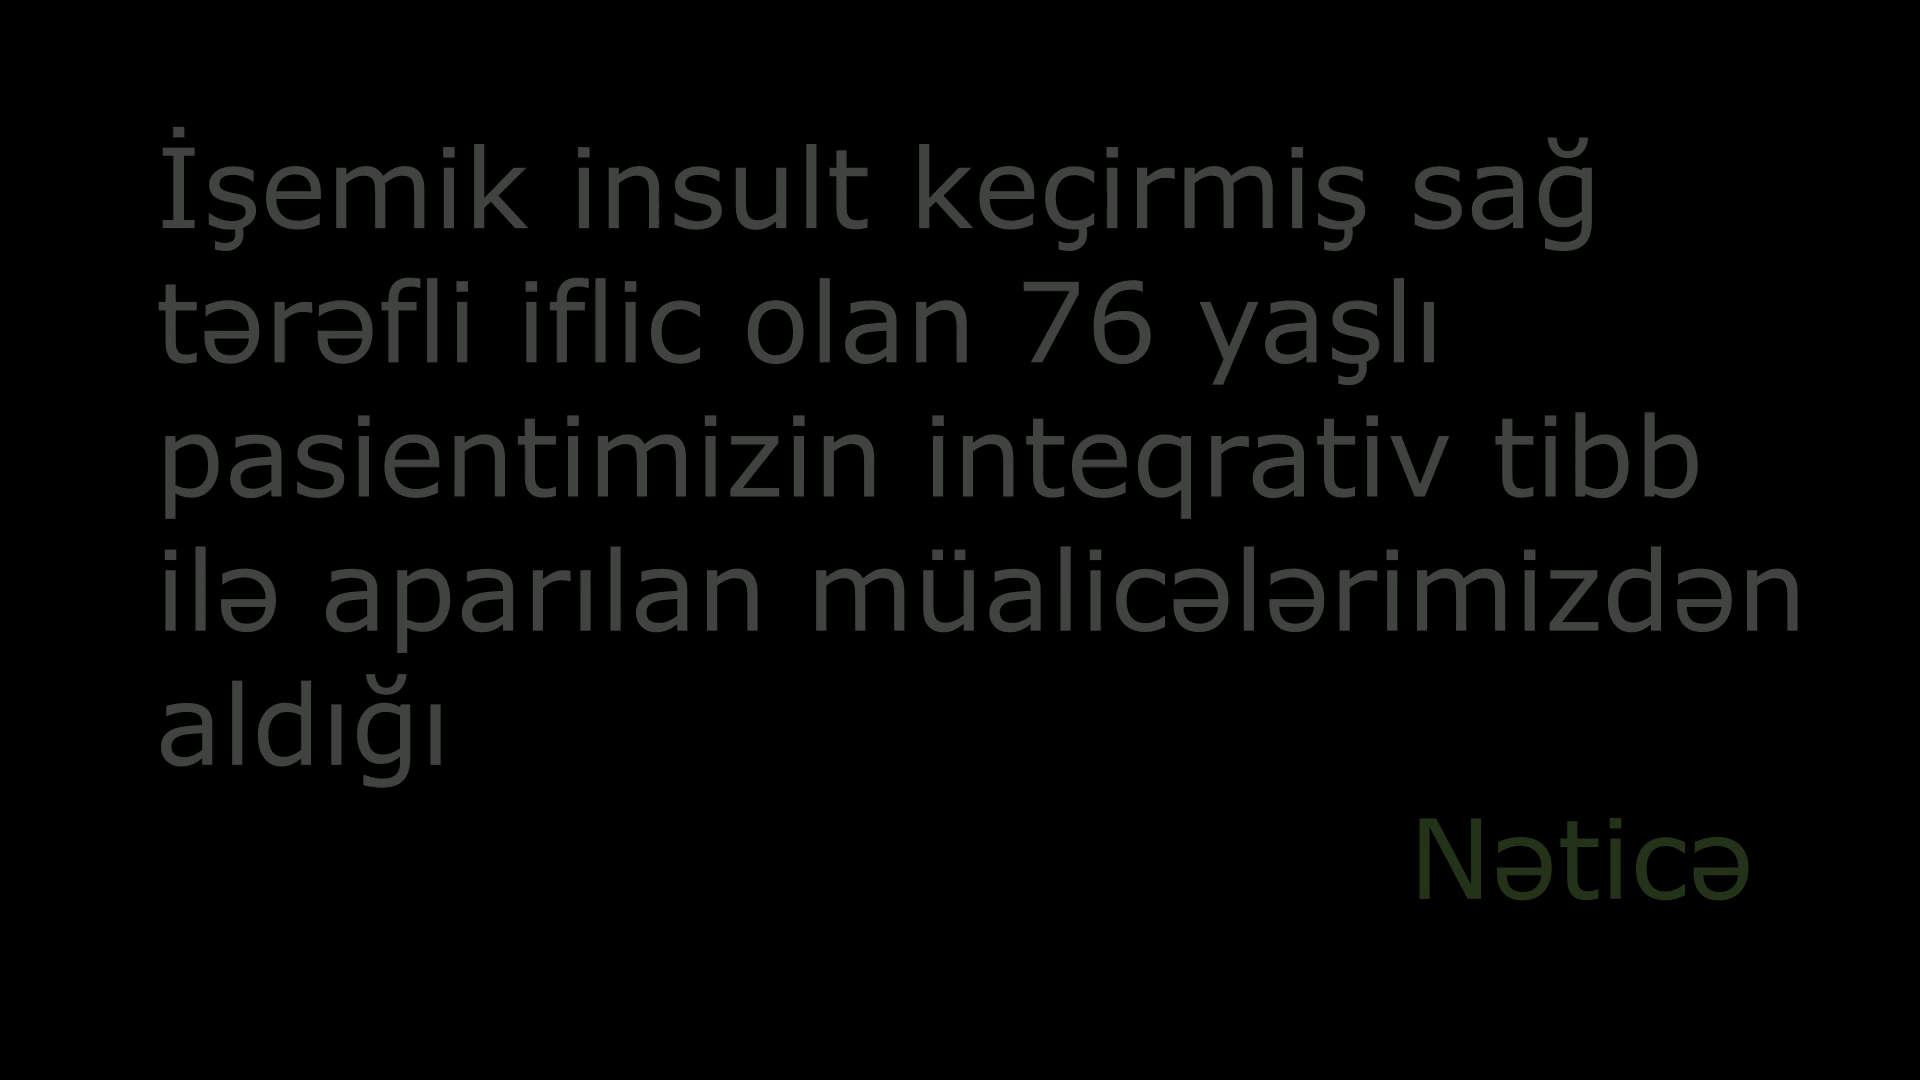 İşemik insult keçirmiş sağ
tərəfli iflic olan 76 yaşlı
pasientimizin inteqrativ tibb
ilə aparılan müalicələrimizdən
aldığı
Nəticə